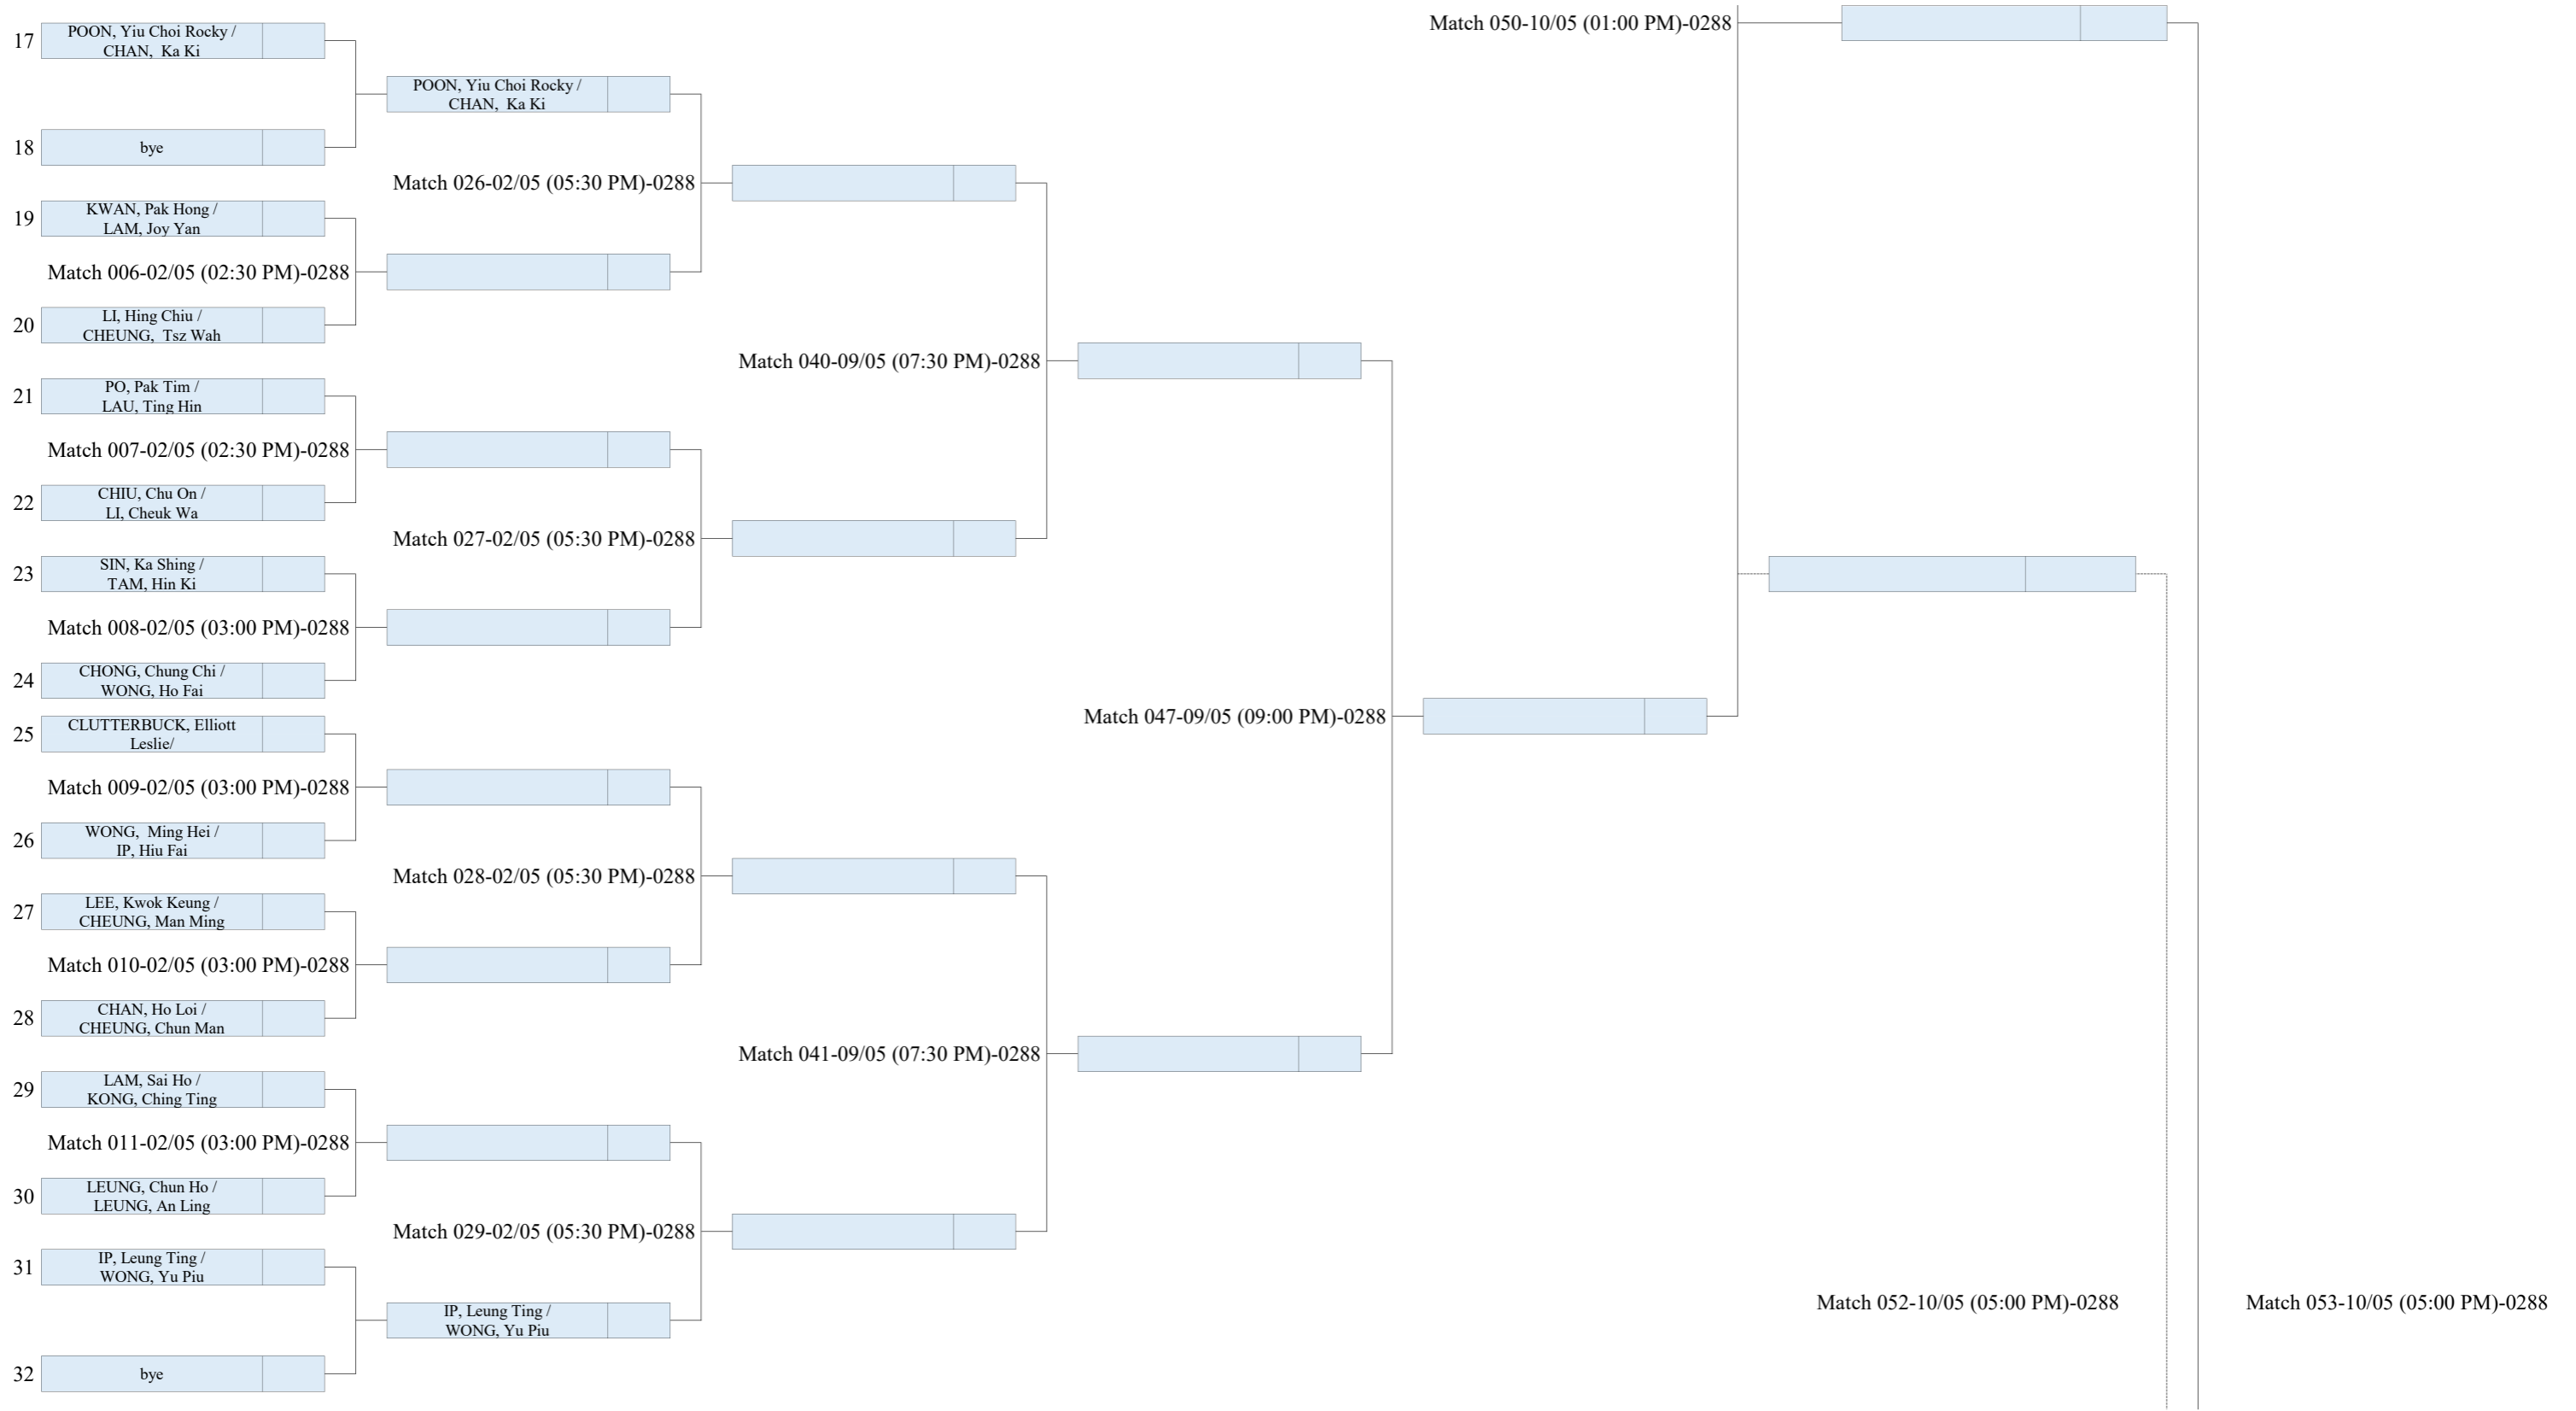 Match 050-10/05 (01:00 PM)-0288
17
POON, Yiu Choi Rocky /
CHAN, Ka Ki
POON, Yiu Choi Rocky /
CHAN, Ka Ki
18
bye
Match 026-02/05 (05:30 PM)-0288
19
KWAN, Pak Hong /
LAM, Joy Yan
Match 006-02/05 (02:30 PM)-0288
20
LI, Hing Chiu /
CHEUNG, Tsz Wah
Match 040-09/05 (07:30 PM)-0288
21
PO, Pak Tim /
LAU, Ting Hin
Match 007-02/05 (02:30 PM)-0288
22
CHIU, Chu On /
LI, Cheuk Wa
Match 027-02/05 (05:30 PM)-0288
23
SIN, Ka Shing /
TAM, Hin Ki
Match 008-02/05 (03:00 PM)-0288
24
CHONG, Chung Chi /
WONG, Ho Fai
Match 047-09/05 (09:00 PM)-0288
25
CLUTTERBUCK, Elliott
Leslie/
Match 009-02/05 (03:00 PM)-0288
26
WONG, Ming Hei /
IP, Hiu Fai
Match 028-02/05 (05:30 PM)-0288
27
LEE, Kwok Keung /
CHEUNG, Man Ming
Match 010-02/05 (03:00 PM)-0288
28
CHAN, Ho Loi /
CHEUNG, Chun Man
Match 041-09/05 (07:30 PM)-0288
29
LAM, Sai Ho /
KONG, Ching Ting
Match 011-02/05 (03:00 PM)-0288
30
LEUNG, Chun Ho /
LEUNG, An Ling
Match 029-02/05 (05:30 PM)-0288
31
IP, Leung Ting /
WONG, Yu Piu
IP, Leung Ting /
WONG, Yu Piu
Match 052-10/05 (05:00 PM)-0288
Match 053-10/05 (05:00 PM)-0288
32
bye